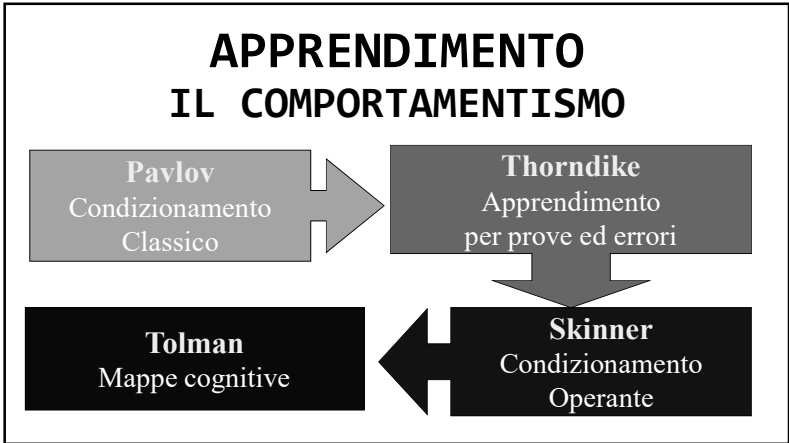 APPRENDIMENTO
IL COMPORTAMENTISMO
Pavlov
Condizionamento
Classico
Thorndike
Apprendimento
per prove ed errori
Skinner
Condizionamento
Operante
Tolman
Mappe cognitive